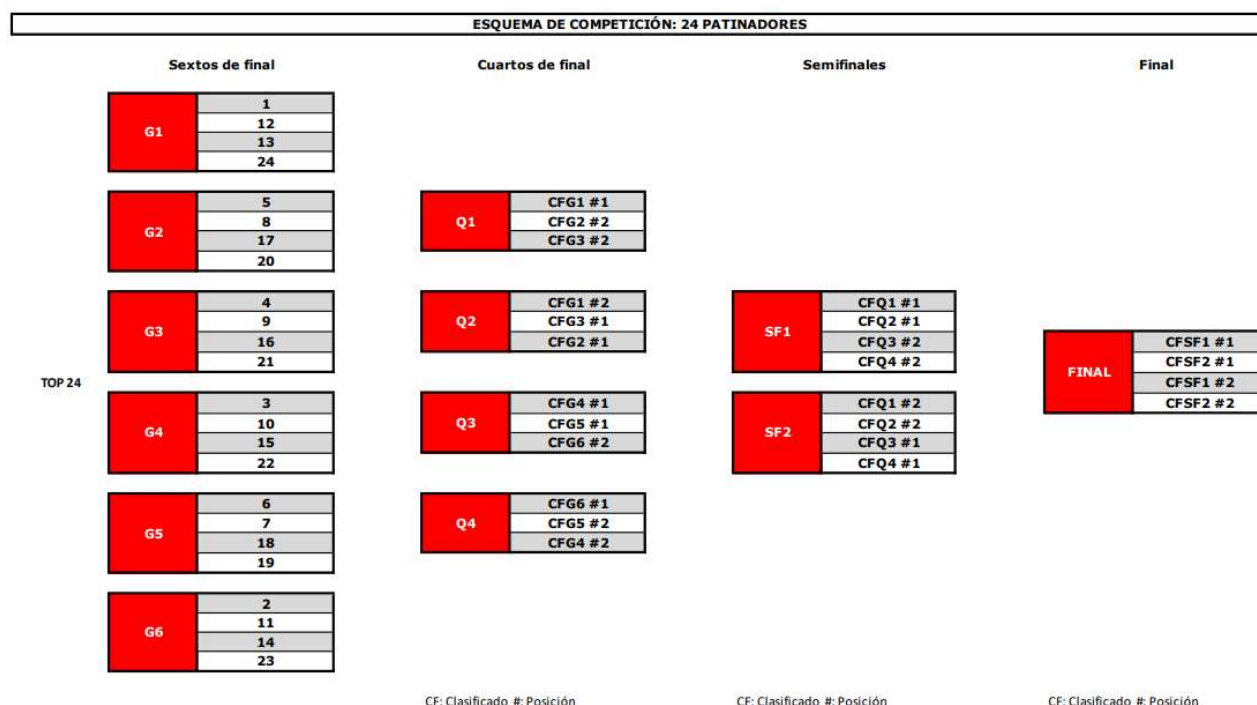 ESQUEMA DE COMPETICIÓN: 24 PATINADORES
Sextos de final
Cuartos de final
Semifinales
Final
TOP 24
G1
1
12
13
24
G2
5
8
17
20
G3
4
9
16
21
G4
3
10
15
22
G5
6
7
18
19
G6
2
11
14
23
Q1
CFG1 #1
CFG2 #2
CFG3 #2
Q2
CFG1 #2
CFG3 #1
CFG2 #1
Q3
CFG4 #1
CFG5 #1
CFG6 #2
Q4
CFG6 #1
CFG5 #2
CFG4 #2
SF1
CFQ1 #1
CFQ2 #1
CFQ3 #2
CFQ4 #2
SF2
CFQ1 #2
CFQ2 #2
CFQ3 #1
CFQ4 #1
FINAL
CFSF1 #1
CFSF2 #1
CFSF1 #2
CFSF2 #2
CF: Clasificado #: Posición
CF: Clasificado #: Posición
CF: Clasificado #: Posición